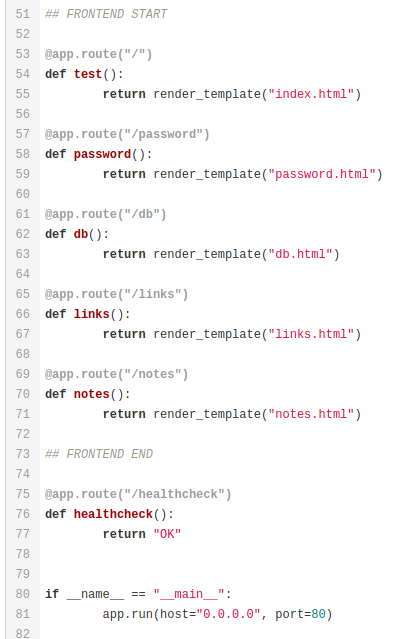 51 ## FRONTEND START
52
53 @app.route("/")
54 def test():
55         return render_template("index.html")
56
57 @app.route("/password")
58 def password():
59         return render_template("password.html")
60
61 @app.route("/db")
62 def db():
63         return render_template("db.html")
64
65 @app.route("/links")
66 def links():
67         return render_template("links.html")
68
69 @app.route("/notes")
70 def notes():
71         return render_template("notes.html")
72
73 ## FRONTEND END
74
75 @app.route("/healthcheck")
76 def healthcheck():
77         return "OK"
78
79
80 if __name__ == "__main__":
81         app.run(host="0.0.0.0", port=80)
82